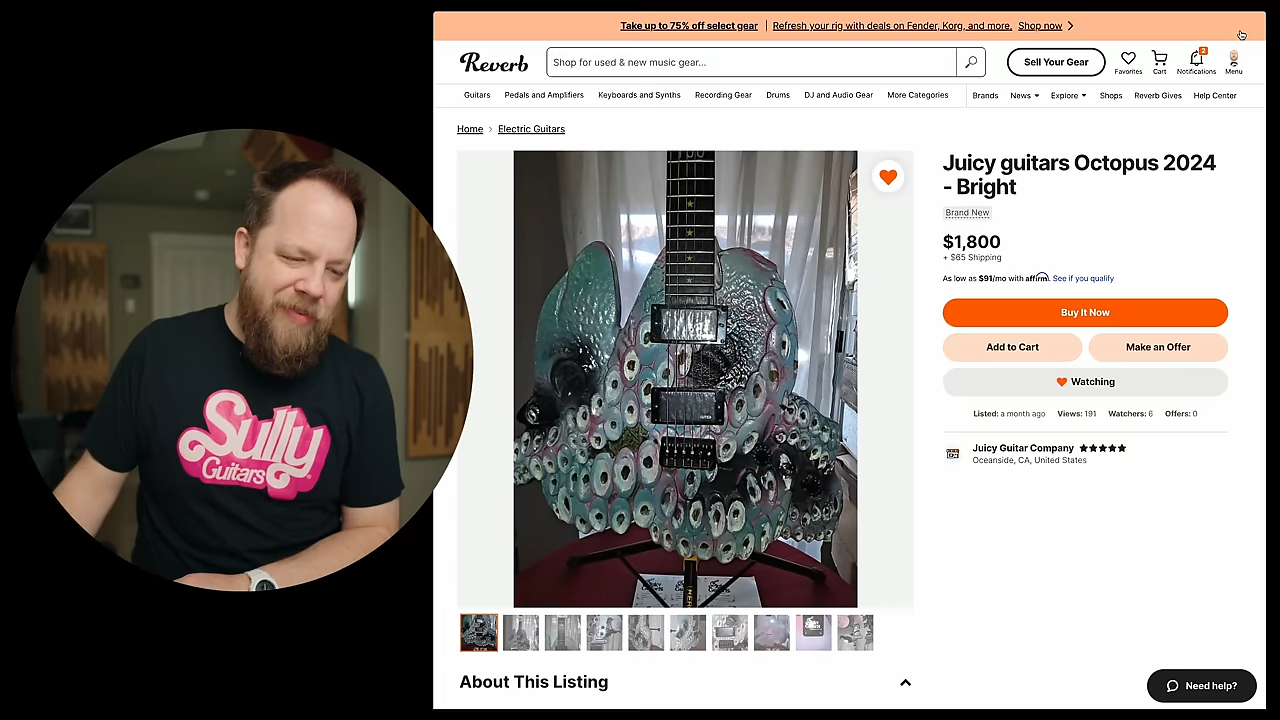 Take up to 75% off select gear | Refresh your rig with deals on Fender, Korg, and more. Shop now
Reverb
Shop for used & new music gear...
Sell Your Gear
Favorites
Cart
2
Notifications
Menu
Guitars
Pedals and Amplifiers
Keyboards and Synths
Recording Gear
Drums
DJ and Audio Gear
More Categories
Brands
News
Explore
Shops
Reverb Gives
Help Center
Home > Electric Guitars
Juicy guitars Octopus 2024
- Bright
Brand New
$1,800
+ $65 Shipping
As low as $91/mo with affirm. See if you qualify
Buy It Now
Add to Cart
Make an Offer
Watching
Listed: a month ago Views: 191 Watchers: 6 Offers: 0
Juicy Guitar Company ★★★★★
Oceanside, CA, United States
Sully
Guitars
About This Listing
Need help?